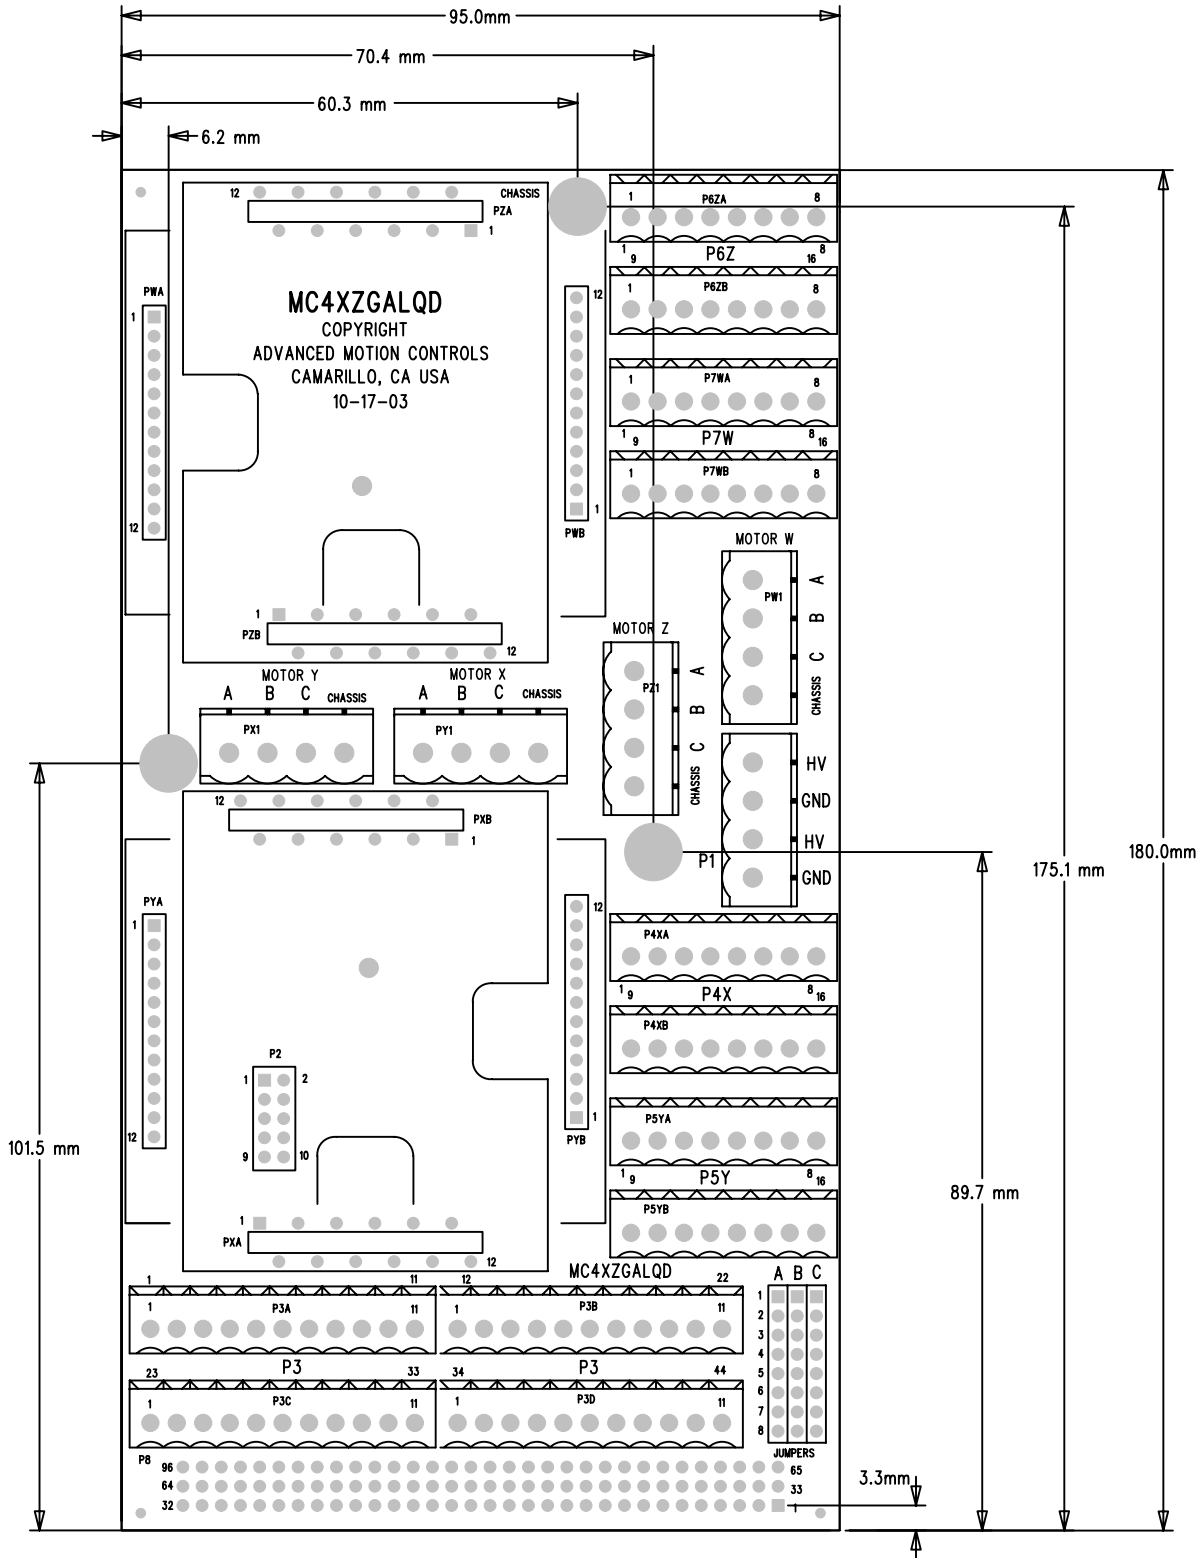 95.0mm
70.4 mm
60.3 mm
6.2 mm
12 CHASSIS
PZA
1
1 P6ZA 8
1 P6Z 8
9 16
PWA
1
12
MC4XZGALQD
COPYRIGHT
ADVANCED MOTION CONTROLS
CAMARILLO, CA USA
10-17-03
12
1
PWB
1 P6ZB 8
1 P7WA 8
1 9 P7W 8 16
1 P7WB 8
MOTOR W
PW1
A
B
C
CHASSIS
1
PZB
12
MOTOR Z
PZ1
A
B
C
CHASSIS
MOTOR Y
A B C CHASSIS
PX1
MOTOR X
A B C CHASSIS
PY1
HV
GND
HV
GND
P1
12
PXB
1
180.0mm
175.1 mm
PYA
1
12
12
1
PYB
P4XA
1 9 P4X 8 16
P4XB
P2
1 2
9 10
P5YA
1 9 P5Y 8 16
P5YB
101.5 mm
89.7 mm
1
PXA
12
MC4XZGALQD
A B C
1
2
3
4
5
6
7
8
JUMPERS
1 11 12 22
1 P3A 11
1 P3B 11
P3 P3
23 33 34 44
1 P3C 11
1 P3D 11
P8
96 65
64 33
32 1
3.3mm